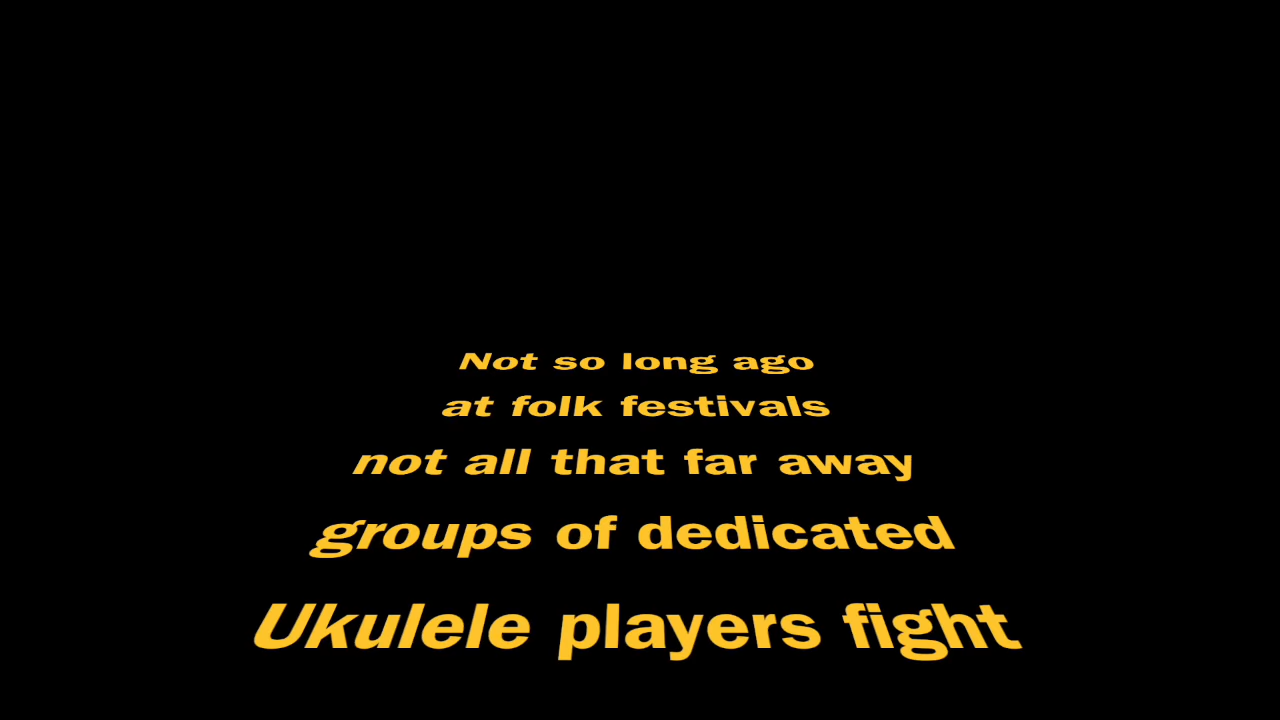 Not so long ago
at folk festivals
not all that far away
groups of dedicated
Ukulele players fight